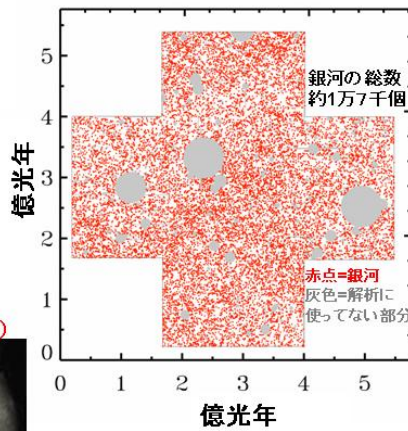 5
4
3
2
1
0
億光年
銀河の総数
約1万7千個
赤点=銀河
灰色=解析に
使ってない部分
0 1 2 3 4 5
億光年